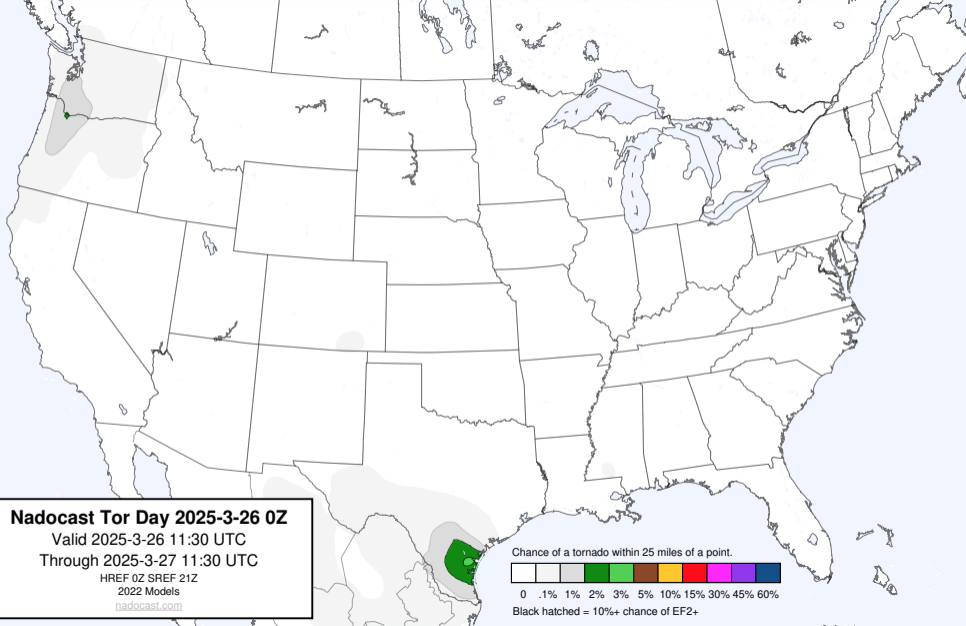 Nadocast Tor Day 2025-3-26 0Z
Valid 2025-3-26 11:30 UTC
Through 2025-3-27 11:30 UTC
HREF 0Z SREF 21Z
2022 Models
nadocast.com
Chance of a tornado within 25 miles of a point.
0 .1% 1% 2% 3% 5% 10% 15% 30% 45% 60%
Black hatched = 10%+ chance of EF2+